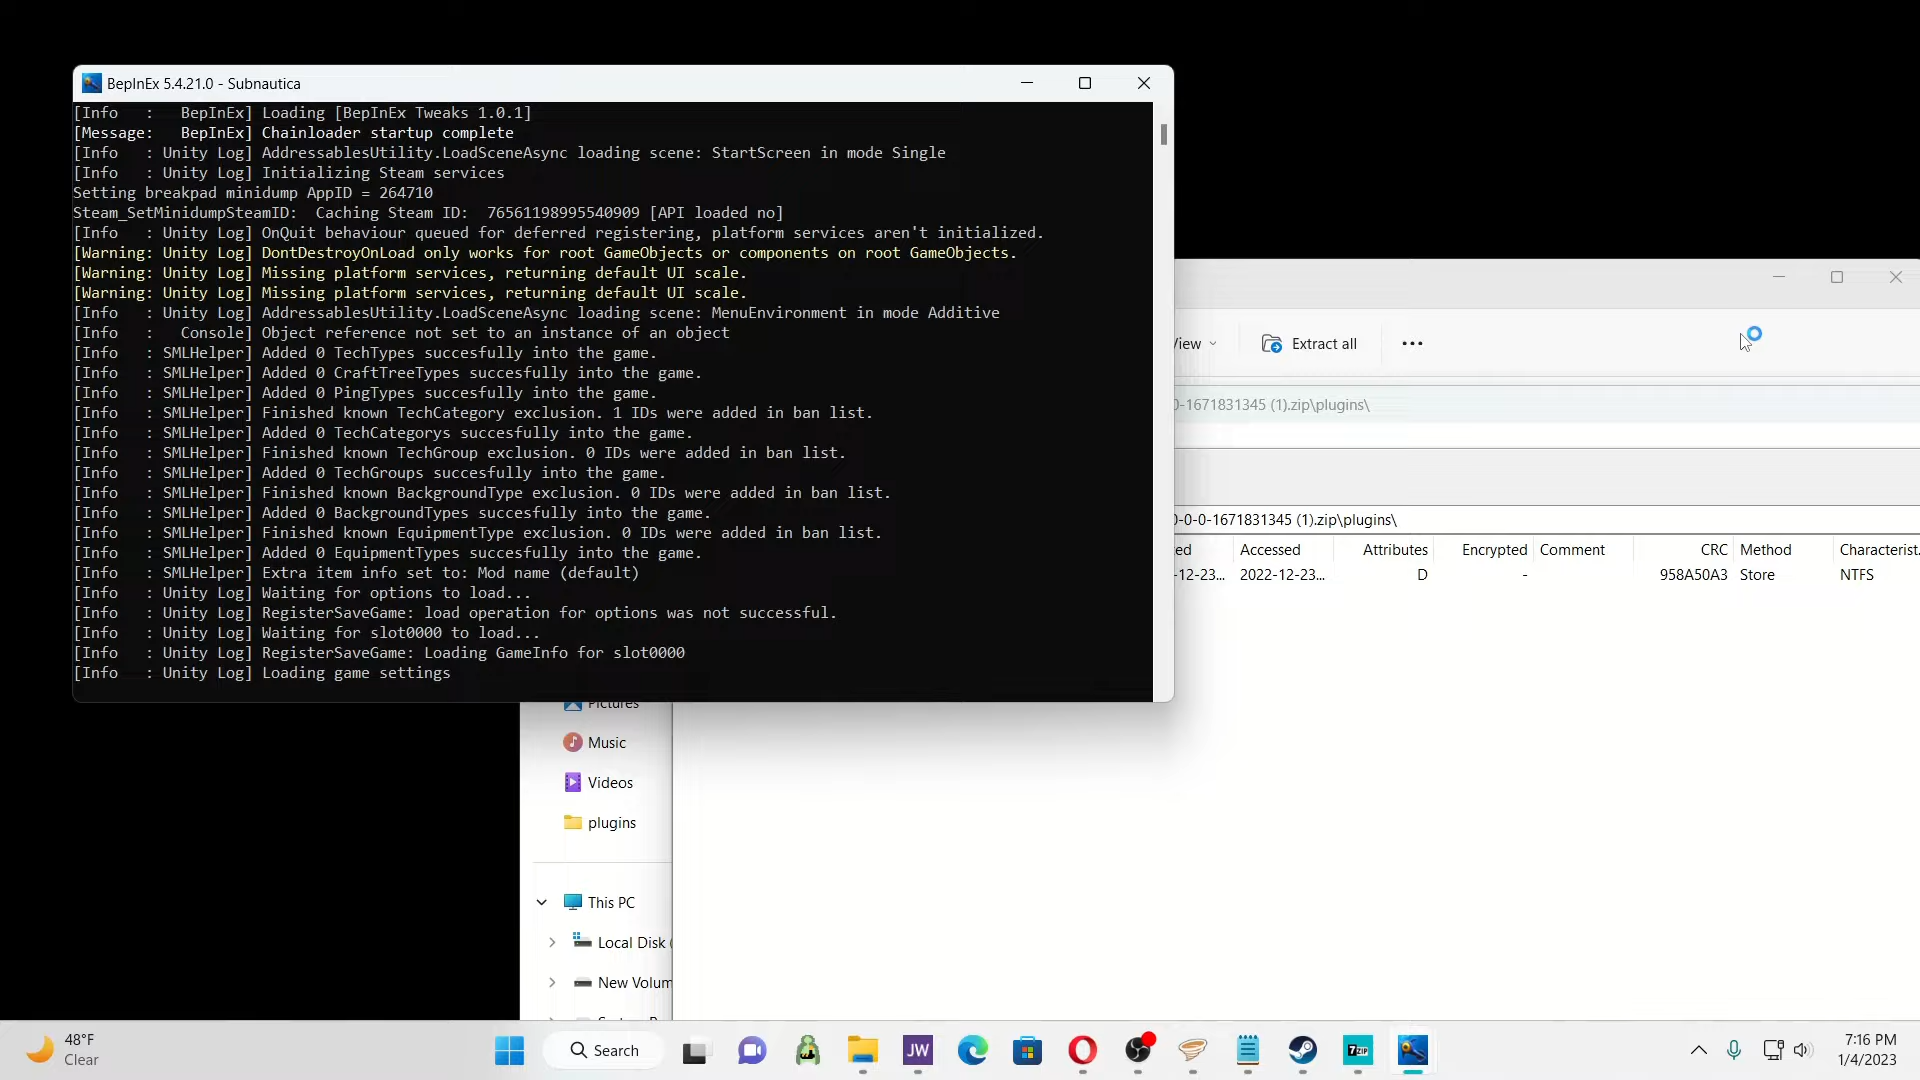 BepInEx 5.4.21.0 - Subnautica
[Info   :   BepInEx] Loading [BepInEx Tweaks 1.0.1]
[Message:   BepInEx] Chainloader startup complete
[Info   : Unity Log] AddressablesUtility.LoadSceneAsync loading scene: StartScreen in mode Single
[Info   : Unity Log] Initializing Steam services
Setting breakpad minidump AppID = 264710
Steam_SetMinidumpSteamID:  Caching Steam ID:  76561198995540909 [API loaded no]
[Info   : Unity Log] OnQuit behaviour queued for deferred registering, platform services aren't initialized.
[Warning: Unity Log] DontDestroyOnLoad only works for root GameObjects or components on root GameObjects.
[Warning: Unity Log] Missing platform services, returning default UI scale.
[Warning: Unity Log] Missing platform services, returning default UI scale.
[Info   : Unity Log] AddressablesUtility.LoadSceneAsync loading scene: MenuEnvironment in mode Additive
[Info   :   Console] Object reference not set to an instance of an object
[Info   : SMLHelper] Added 0 TechTypes succesfully into the game.
[Info   : SMLHelper] Added 0 CraftTreeTypes succesfully into the game.
[Info   : SMLHelper] Added 0 PingTypes succesfully into the game.
[Info   : SMLHelper] Finished known TechCategory exclusion. 1 IDs were added in ban list.
[Info   : SMLHelper] Added 0 TechCategorys succesfully into the game.
[Info   : SMLHelper] Finished known TechGroup exclusion. 0 IDs were added in ban list.
[Info   : SMLHelper] Added 0 TechGroups succesfully into the game.
[Info   : SMLHelper] Finished known BackgroundType exclusion. 0 IDs were added in ban list.
[Info   : SMLHelper] Added 0 BackgroundTypes succesfully into the game.
[Info   : SMLHelper] Finished known EquipmentType exclusion. 0 IDs were added in ban list.
[Info   : SMLHelper] Added 0 EquipmentTypes succesfully into the game.
[Info   : SMLHelper] Extra item info set to: Mod name (default)
[Info   : Unity Log] Waiting for options to load...
[Info   : Unity Log] RegisterSaveGame: load operation for options was not successful.
[Info   : Unity Log] Waiting for slot0000 to load...
[Info   : Unity Log] RegisterSaveGame: Loading GameInfo for slot0000
[Info   : Unity Log] Loading game settings
View Extract all
0-1671831345 (1).zip\plugins\
0-0-0-1671831345 (1).zip\plugins\
ed Accessed Attributes Encrypted Comment CRC Method Characterist.
-12-23... 2022-12-23... D - 958A50A3 Store NTFS
Pictures
Music
Videos
plugins
This PC
Local Disk (
New Volum
48°F
Clear
Search
JW
7ZIP
7:16 PM
1/4/2023